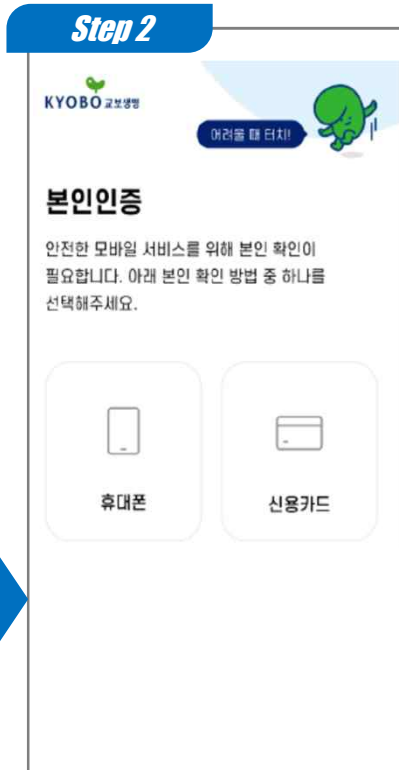 Step 2
KYOBO 교보생명
어려울 때 터치!
본인인증
안전한 모바일 서비스를 위해 본인 확인이
필요합니다. 아래 본인 확인 방법 중 하나를
선택해주세요.
휴대폰
신용카드